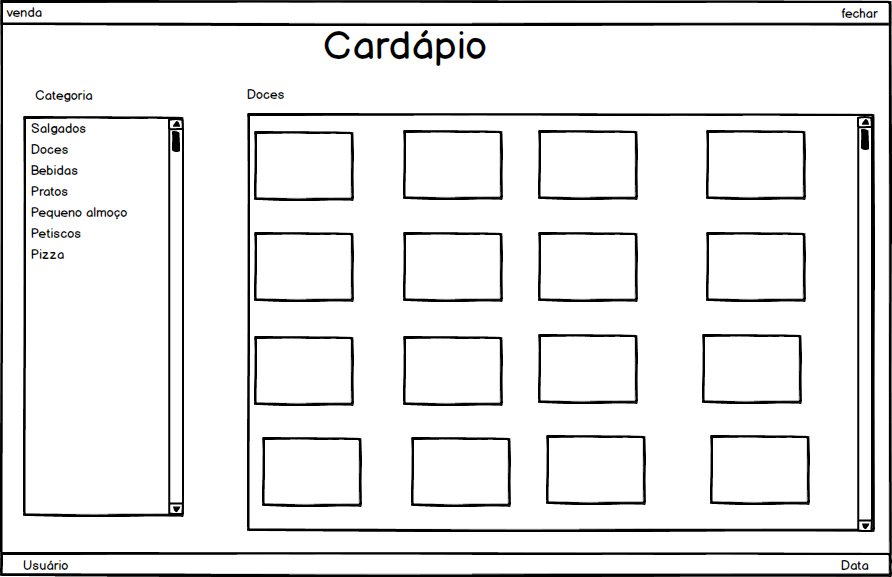 venda
fechar
Cardápio
Categoria
Doces
Salgados
Doces
Bebidas
Pratos
Pequeno almoço
Petiscos
Pizza
Usuário
Data